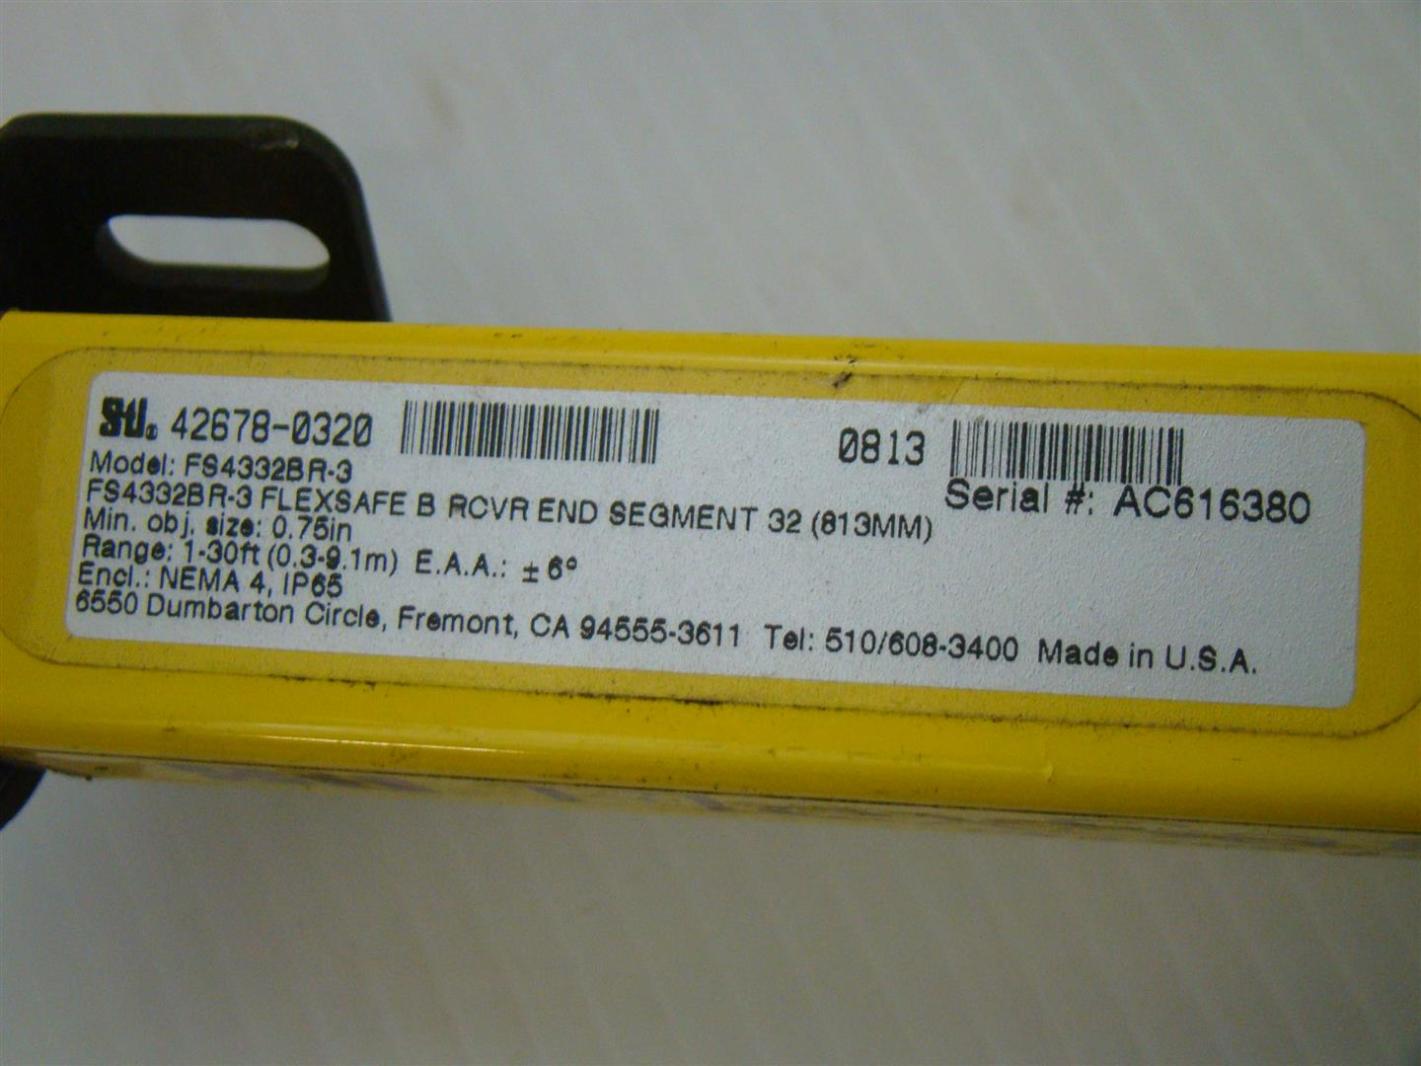 STI® 42678-0320 0813
Model: FS4332BR-3 Serial #: AC616380
FS4332BR-3 FLEXSAFE B RCVR END SEGMENT 32 (813MM)
Min. obj. size: 0.75in
Range: 1-30ft (0.3-9.1m) E.A.A.: ± 6°
Encl.: NEMA 4, IP65
6550 Dumbarton Circle, Fremont, CA 94555-3611 Tel: 510/608-3400 Made in U.S.A.